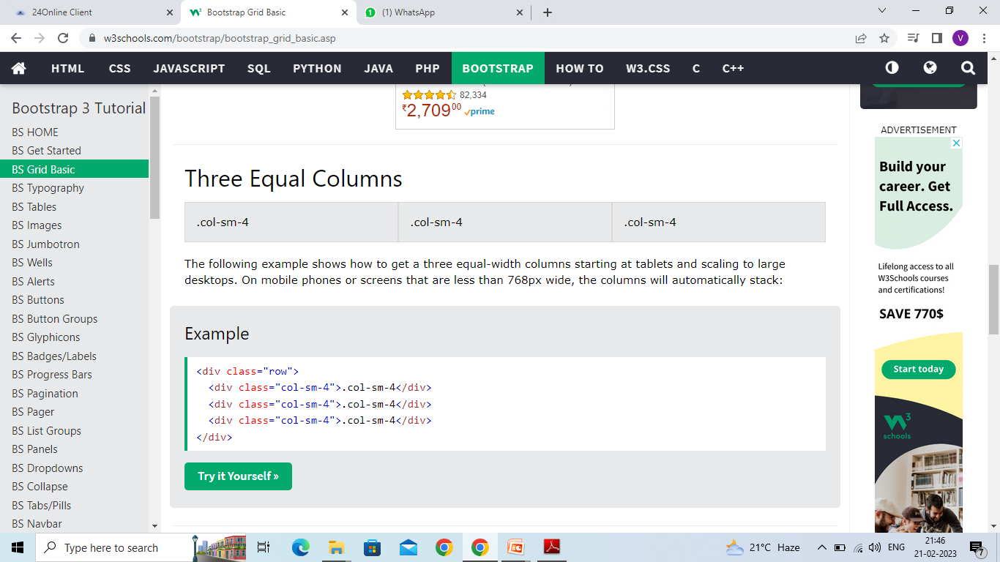 24Online Client
Bootstrap Grid Basic
(1) WhatsApp
w3schools.com/bootstrap/bootstrap_grid_basic.asp
V
HTML CSS JAVASCRIPT SQL PYTHON JAVA PHP BOOTSTRAP HOW TO W3.CSS C C++
Bootstrap 3 Tutorial
BS HOME
BS Get Started
BS Grid Basic
BS Typography
BS Tables
BS Images
BS Jumbotron
BS Wells
BS Alerts
BS Buttons
BS Button Groups
BS Glyphicons
BS Badges/Labels
BS Progress Bars
BS Pagination
BS Pager
BS List Groups
BS Panels
BS Dropdowns
BS Collapse
BS Tabs/Pills
BS Navbar
82,334
₹2,70900 prime
Three Equal Columns
.col-sm-4 .col-sm-4 .col-sm-4
The following example shows how to get a three equal-width columns starting at tablets and scaling to large
desktops. On mobile phones or screens that are less than 768px wide, the columns will automatically stack:
Example
<div class="row">
  <div class="col-sm-4">.col-sm-4</div>
  <div class="col-sm-4">.col-sm-4</div>
  <div class="col-sm-4">.col-sm-4</div>
</div>
Try it Yourself »
ADVERTISEMENT
Build your
career. Get
Full Access.
Lifelong access to all
W3Schools courses
and certifications!
SAVE 770$
Start today
W3
schools
Type here to search
21°C Haze
ENG
21:46
21-02-2023
7